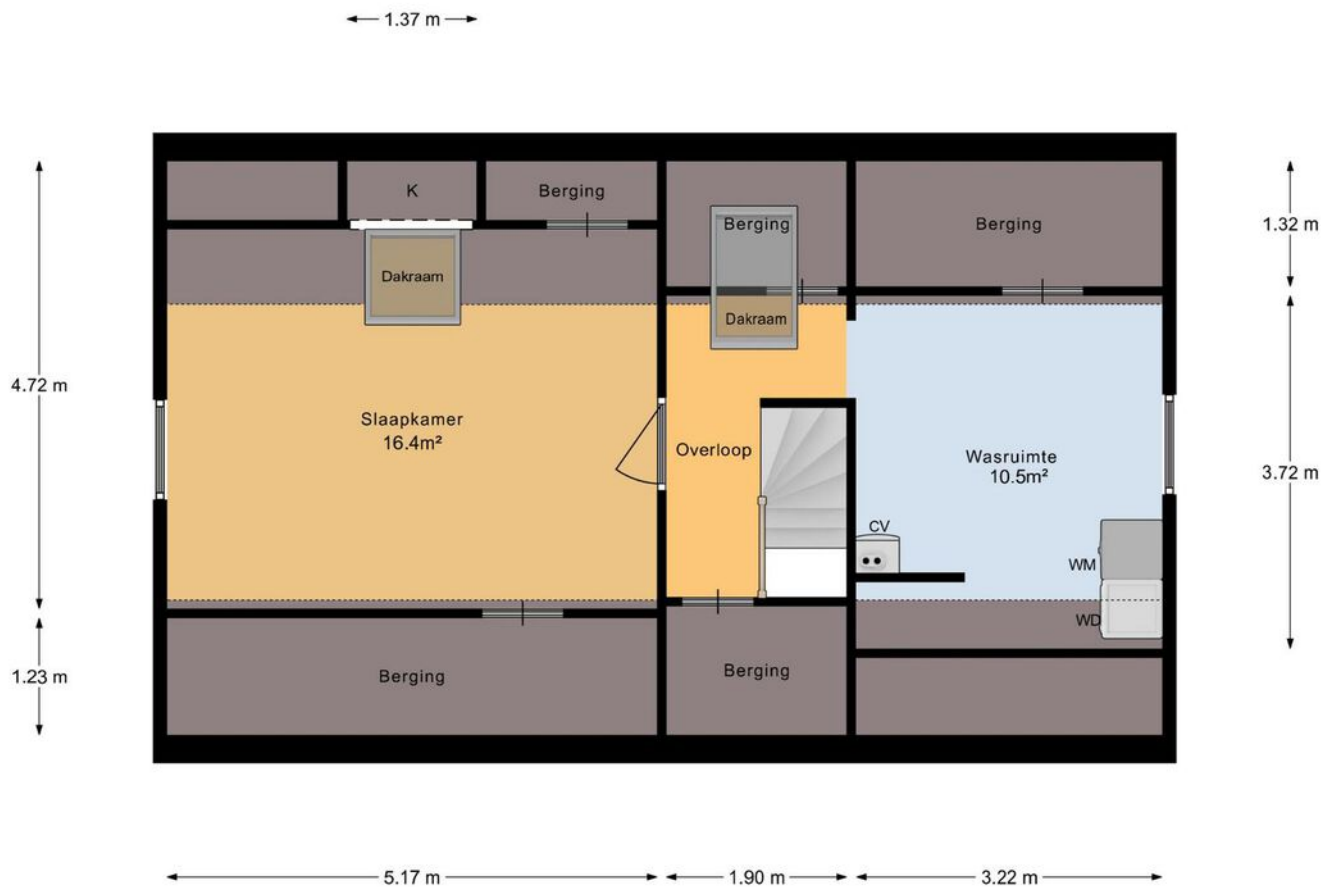 1.37 m
K
Berging
Berging
Berging
1.32 m
Dakraam
Dakraam
4.72 m
Slaapkamer
16.4m²
Overloop
Wasruimte
10.5m²
3.72 m
CV
WM
WD
1.23 m
Berging
Berging
5.17 m
1.90 m
3.22 m